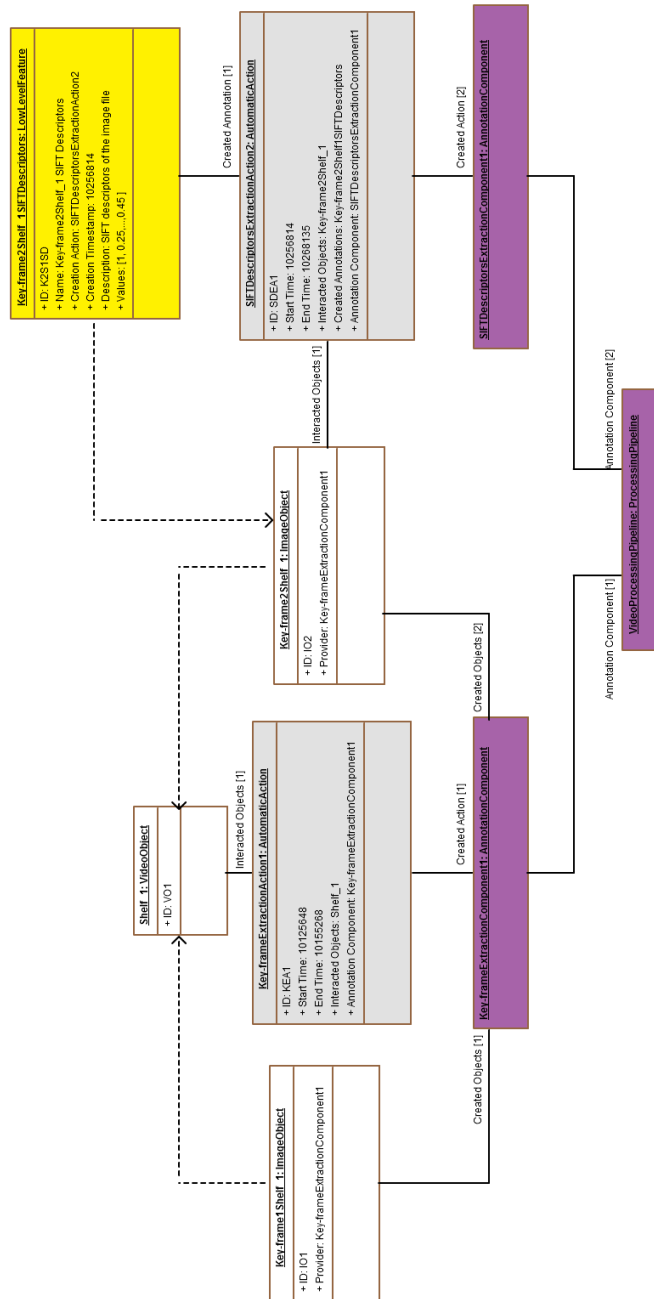 Key-frame2Shelf_1SIFTDescriptors: LowLevelFeature
+ ID: K2S1SD
+ Name: Key-frame2Shelf_1 SIFT Descriptors
+ Creation Action: SIFTDescriptorsExtractionAction2
+ Creation Timestamp: 10256814
+ Description: SIFT descriptors of the image file
+ Values: [1, 0.25,...,0.45 ]
Created Annotation [1]
SIFTDescriptorsExtractionAction2: AutomaticAction
+ ID: SDEA1
+ Start Time: 10256814
+ End Time: 10268135
+ Interacted Objects: Key-frame2Shelf_1
+ Created Annotations: Key-frame2Shelf1SIFTDescriptors
+ Annotation Component: SIFTDescriptorsExtractionComponent1
Created Action [2]
SIFTDescriptorsExtractionComponent1: AnnotationComponent
Interacted Objects [1]
Key-frame2Shelf_1: ImageObject
+ ID: IO2
+ Provider: Key-frameExtractionComponent1
Created Objects [2]
Annotation Component [2]
Shelf_1: VideoObject
+ ID: VO1
Interacted Objects [1]
Key-frameExtractionAction1: AutomaticAction
+ ID: KEA1
+ Start Time: 10125648
+ End Time: 10155268
+ Interacted Objects: Shelf_1
+ Annotation Component: Key-frameExtractionComponent1
Created Action [1]
Key-frameExtractionComponent1: AnnotationComponent
Annotation Component [1]
VideoProcessingPipeline: ProcessingPipeline
Key-frame1Shelf_1: ImageObject
+ ID: IO1
+ Provider: Key-frameExtractionComponent1
Created Objects [1]